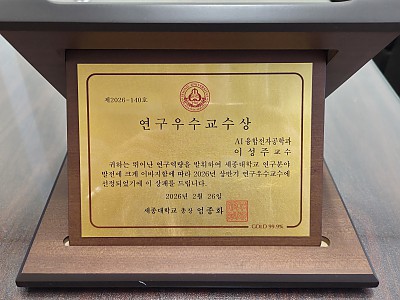 제2026-140호
연구우수교수상
AI융합전자공학과
이성주교수
귀하는 뛰어난 연구역량을 발휘하여 세종대학교 연구분야
발전에 크게 이바지함에 따라 2026년 상반기 연구우수교수에
선정되었기에 이 상패를 드립니다.
2026년 2월 26일
세종대학교 총장 엄종화
GOLD 99.9%